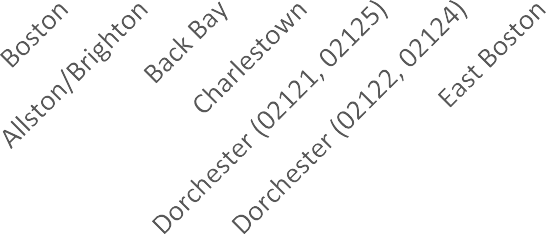 Boston
Allston/Brighton
Back Bay
Charlestown
Dorchester (02121, 02125)
Dorchester (02122, 02124)
East Boston